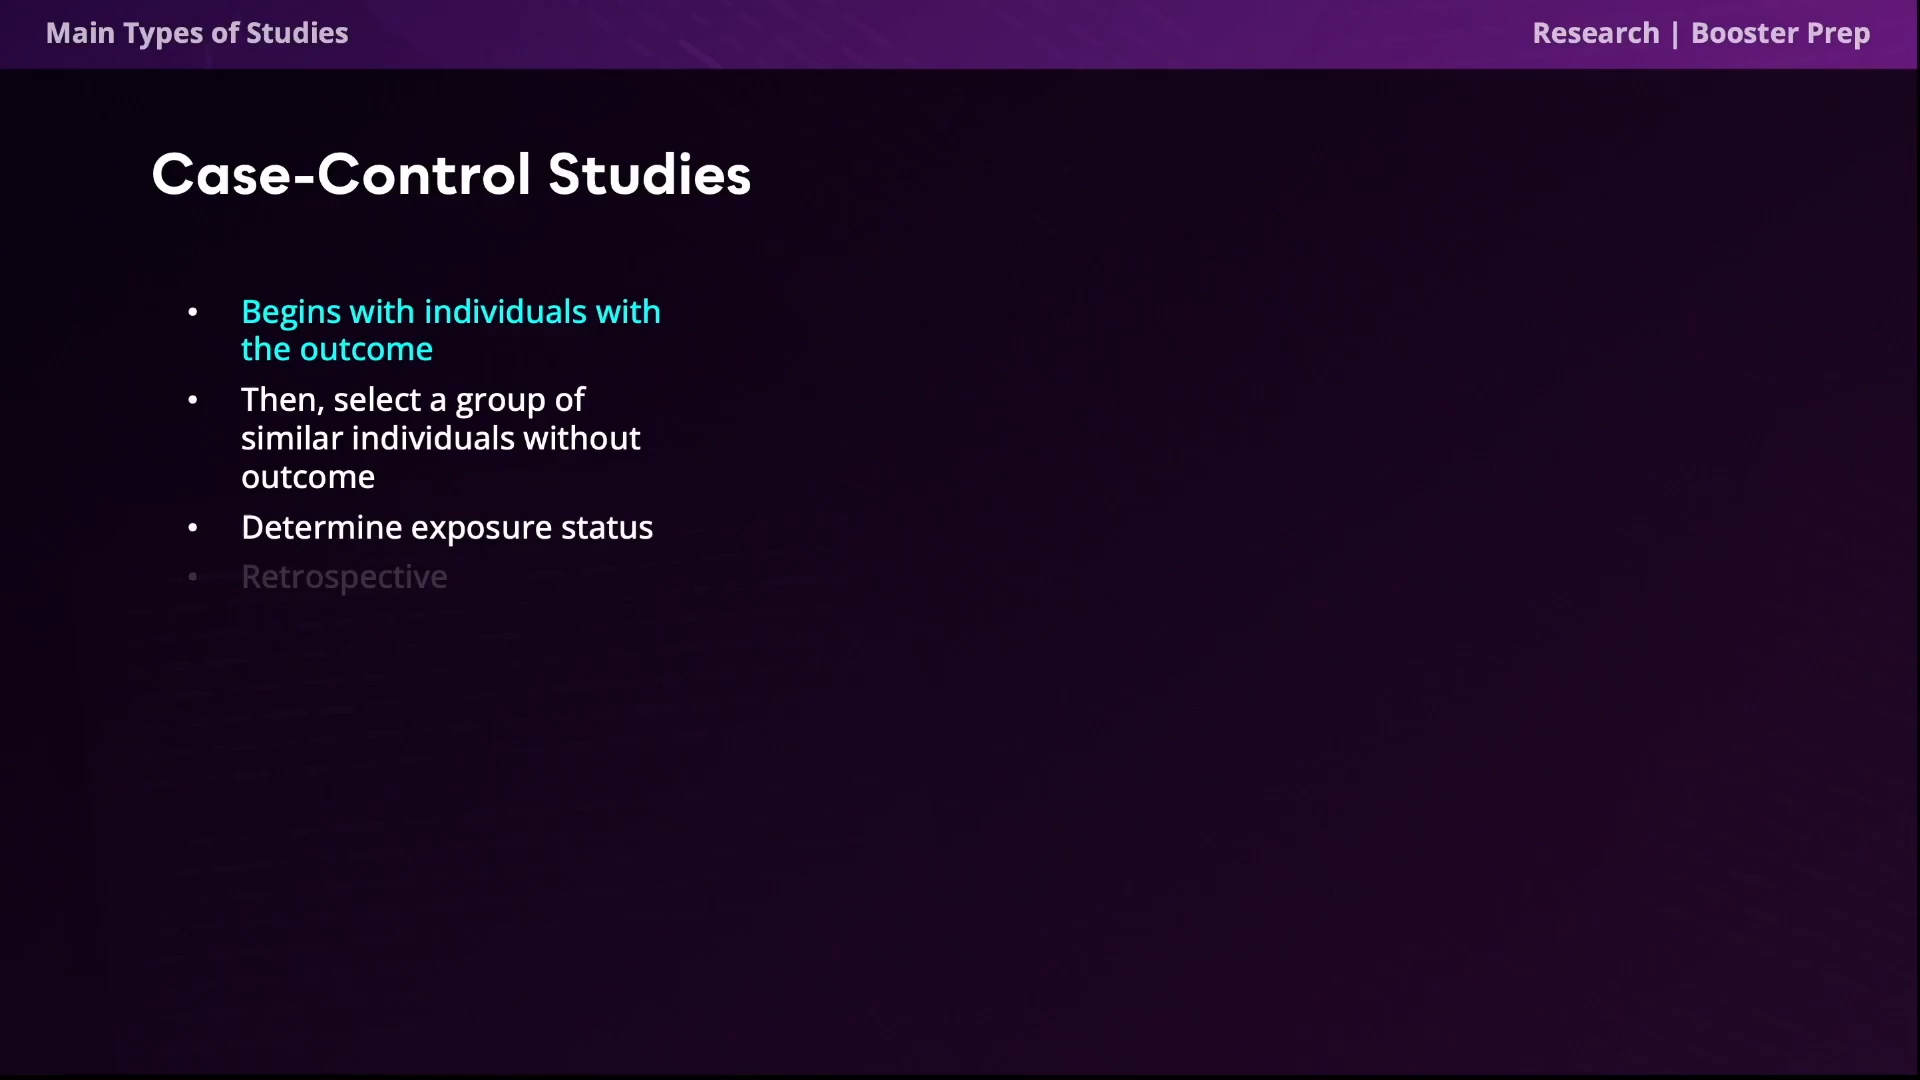 Main Types of Studies
Research | Booster Prep
Case-Control Studies
• Begins with individuals with
the outcome
• Then, select a group of
similar individuals without
outcome
• Determine exposure status
• Retrospective